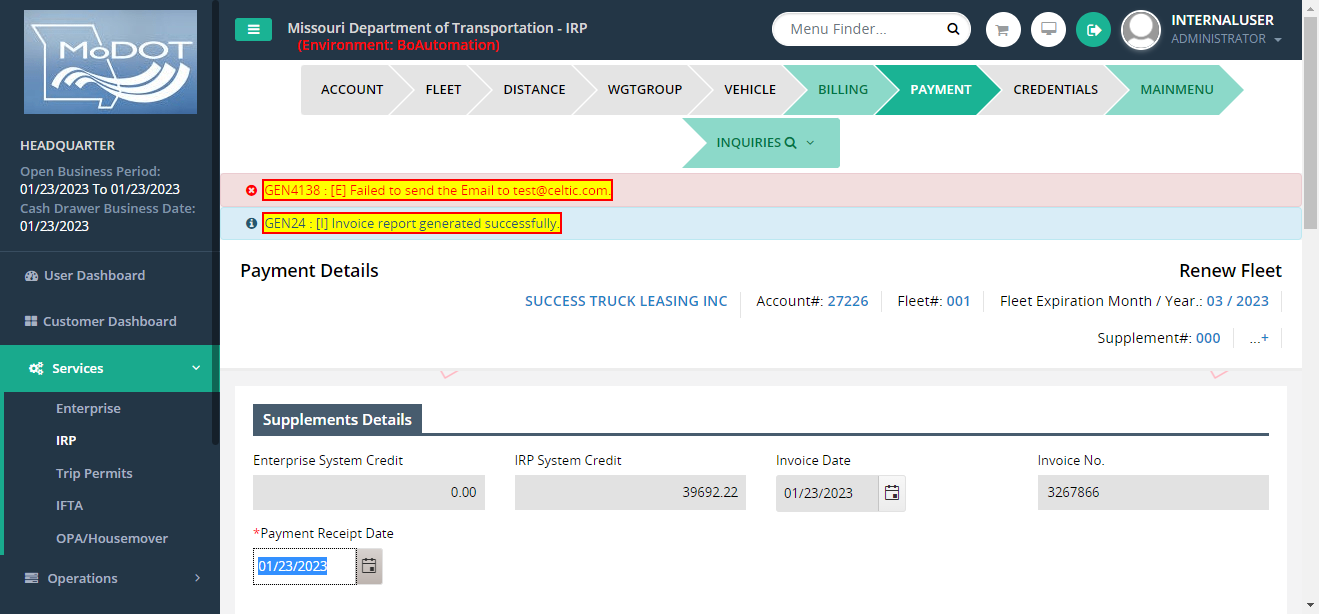 MoDOT
HEADQUARTER
Open Business Period:
01/23/2023 To 01/23/2023
Cash Drawer Business Date:
01/23/2023
User Dashboard
Customer Dashboard
Services
Enterprise
IRP
Trip Permits
IFTA
OPA/Housemover
Operations
Missouri Department of Transportation - IRP
(Environment: BoAutomation)
Menu Finder...
INTERNALUSER
ADMINISTRATOR
ACCOUNT FLEET DISTANCE WGTGROUP VEHICLE BILLING PAYMENT CREDENTIALS MAINMENU
INQUIRIES
GEN4138 : [E] Failed to send the Email to test@celtic.com.
GEN24 : [I] Invoice report generated successfully.
Payment Details Renew Fleet
SUCCESS TRUCK LEASING INC Account#: 27226 Fleet#: 001 Fleet Expiration Month / Year.: 03 / 2023
Supplement#: 000 ...+
Supplements Details
Enterprise System Credit IRP System Credit Invoice Date Invoice No.
0.00 39692.22 01/23/2023 3267866
*Payment Receipt Date
01/23/2023